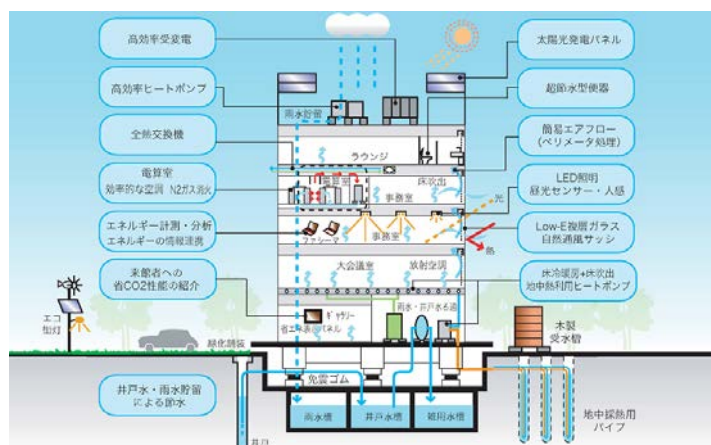 高効率受変電
太陽光発電パネル
高効率ヒートポンプ
雨水貯留
超節水型便器
全熱交換機
ラウンジ
簡易エアフロー
(ペリメータ処理)
電算室
効率的な空調 N2ガス消火
電算室
床吹出
事務室
LED照明
昼光センサー・人感
光
エネルギー計測・分析
エネルギーの情報連携
ファシーマ
事務室
Low-E複層ガラス
自然通風サッシ
熱
大会議室
放射空調
来館者への
省CO2性能の紹介
床冷暖房+床吹出
地中熱利用ヒートポンプ
雨水・井戸水ろ過
ギャラリー
省エネ表示パネル
エコ
街灯
木製
受水槽
緑化舗装
免震ゴム
井戸水・雨水貯留
による節水
雨水槽
井戸水槽
雑用水槽
地中採熱用
パイプ
井戸